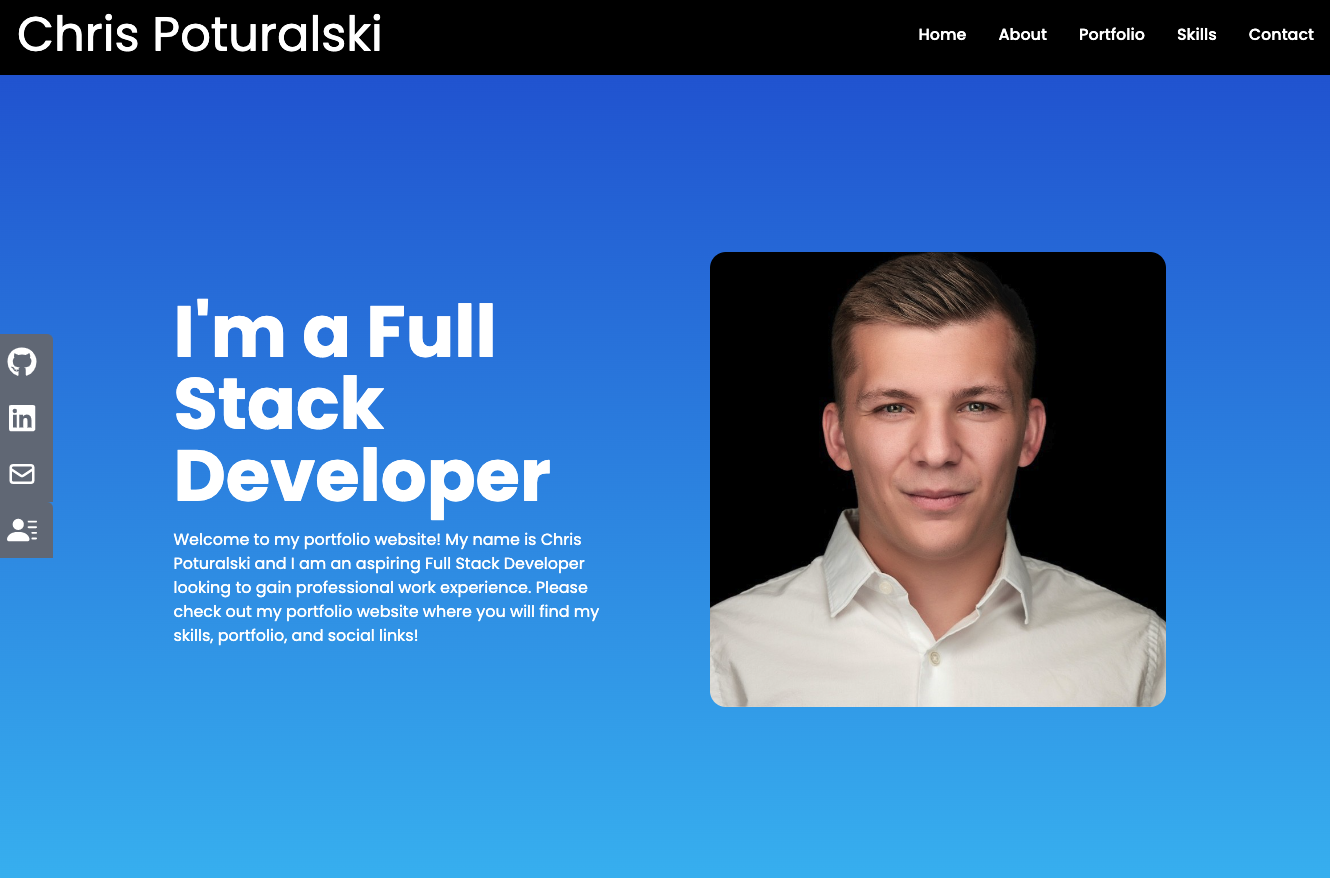 Chris Poturalski
Home About Portfolio Skills Contact
I'm a Full
Stack
Developer
Welcome to my portfolio website! My name is Chris
Poturalski and I am an aspiring Full Stack Developer
looking to gain professional work experience. Please
check out my portfolio website where you will find my
skills, portfolio, and social links!
in